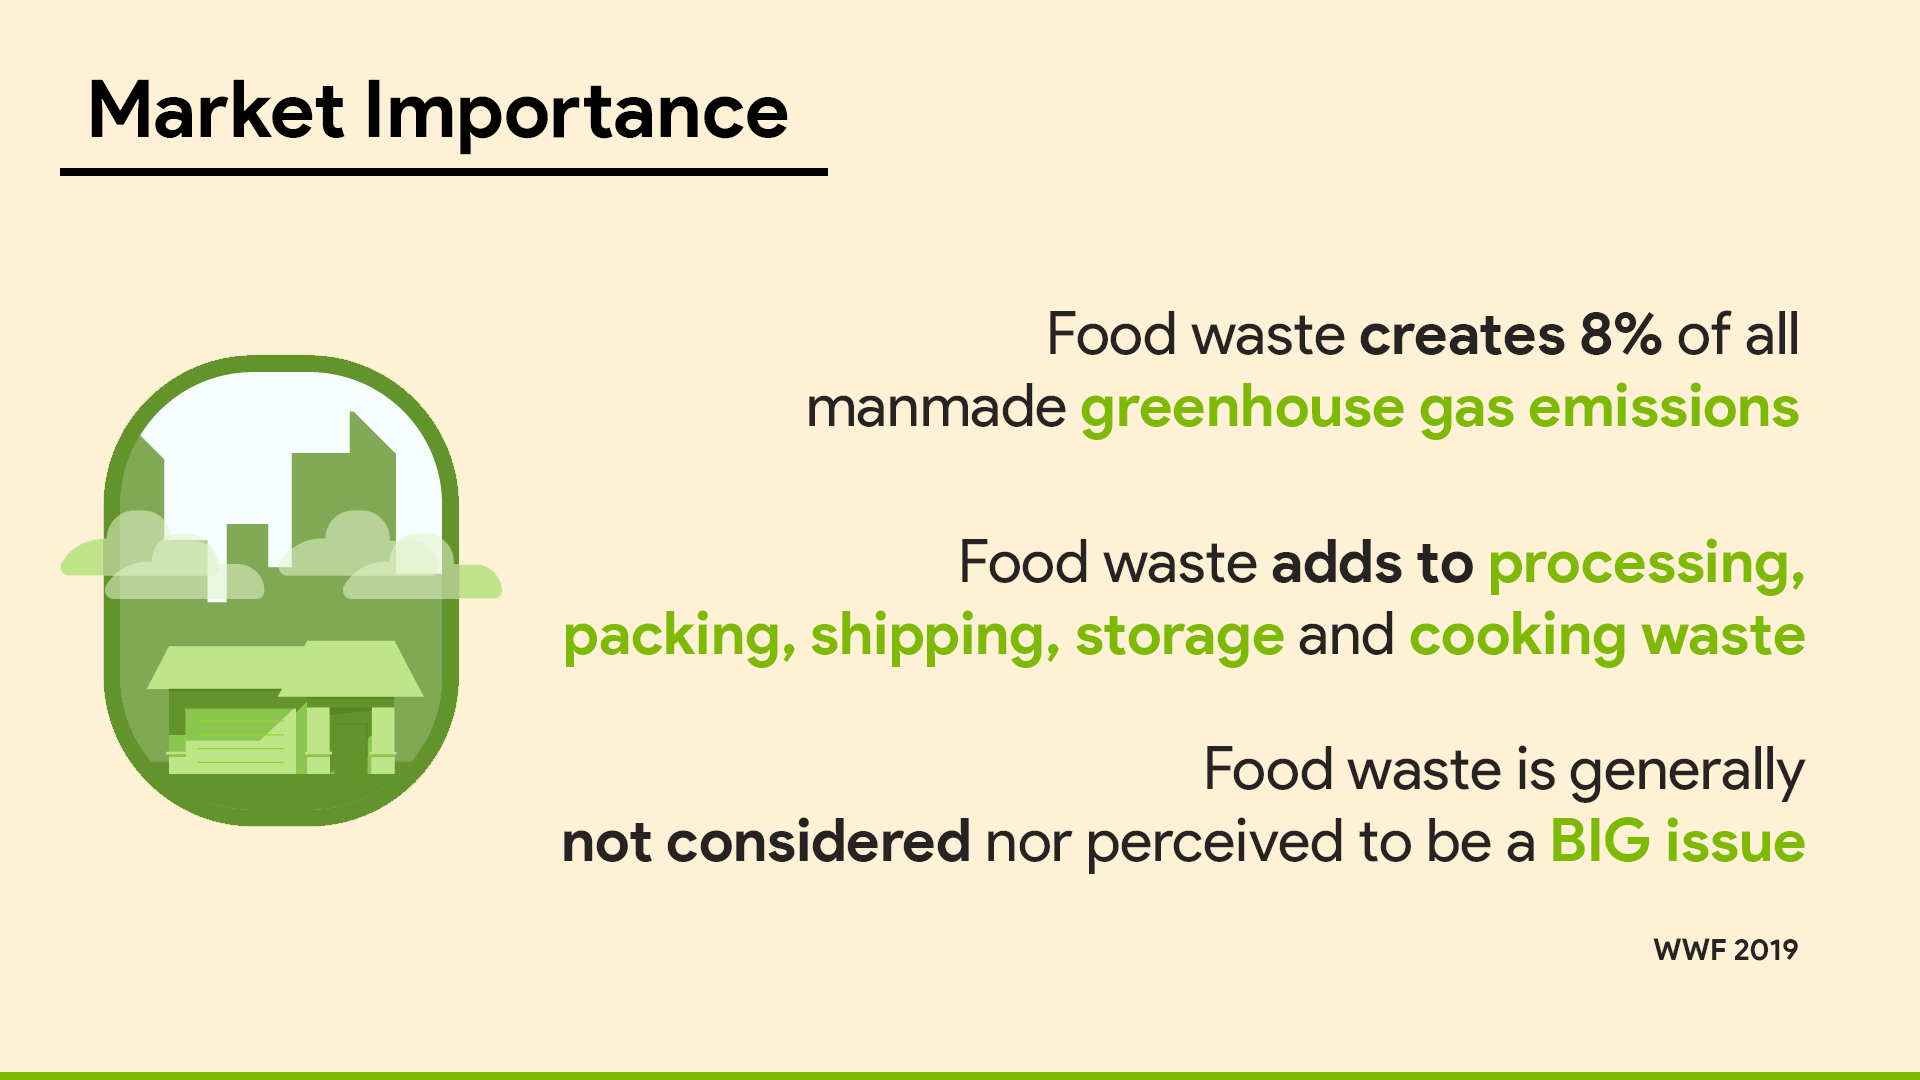 Market Importance
Food waste creates 8% of all
manmade greenhouse gas emissions
Food waste adds to processing,
packing, shipping, storage and cooking waste
Food waste is generally
not considered nor perceived to be a BIG issue
WWF 2019